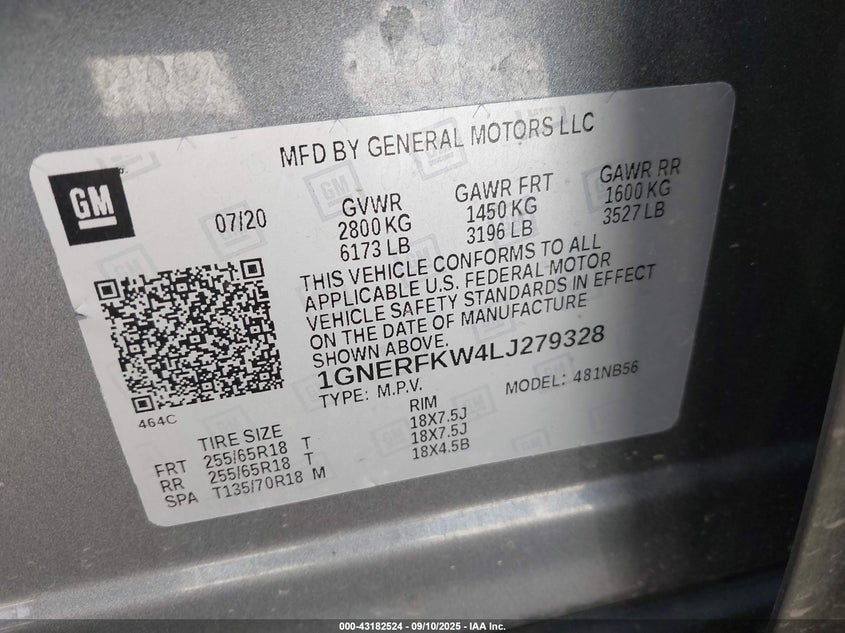 MFD BY GENERAL MOTORS LLC
GM
07/20
GVWR
2800 KG
6173 LB
GAWR FRT
1450 KG
3196 LB
GAWR RR
1600 KG
3527 LB
THIS VEHICLE CONFORMS TO ALL
APPLICABLE U.S. FEDERAL MOTOR
VEHICLE SAFETY STANDARDS IN EFFECT
ON THE DATE OF MANUFACTURE
SHOWN ABOVE.
1GNERFKW4LJ279328
TYPE: M.P.V.
MODEL: 481NB56
464C
TIRE SIZE
RIM
FRT 255/65R18 T 18X7.5J
RR 255/65R18 T 18X7.5J
SPA T135/70R18 M 18X4.5B
000-43182524 - 09/10/2025 - IAA Inc.